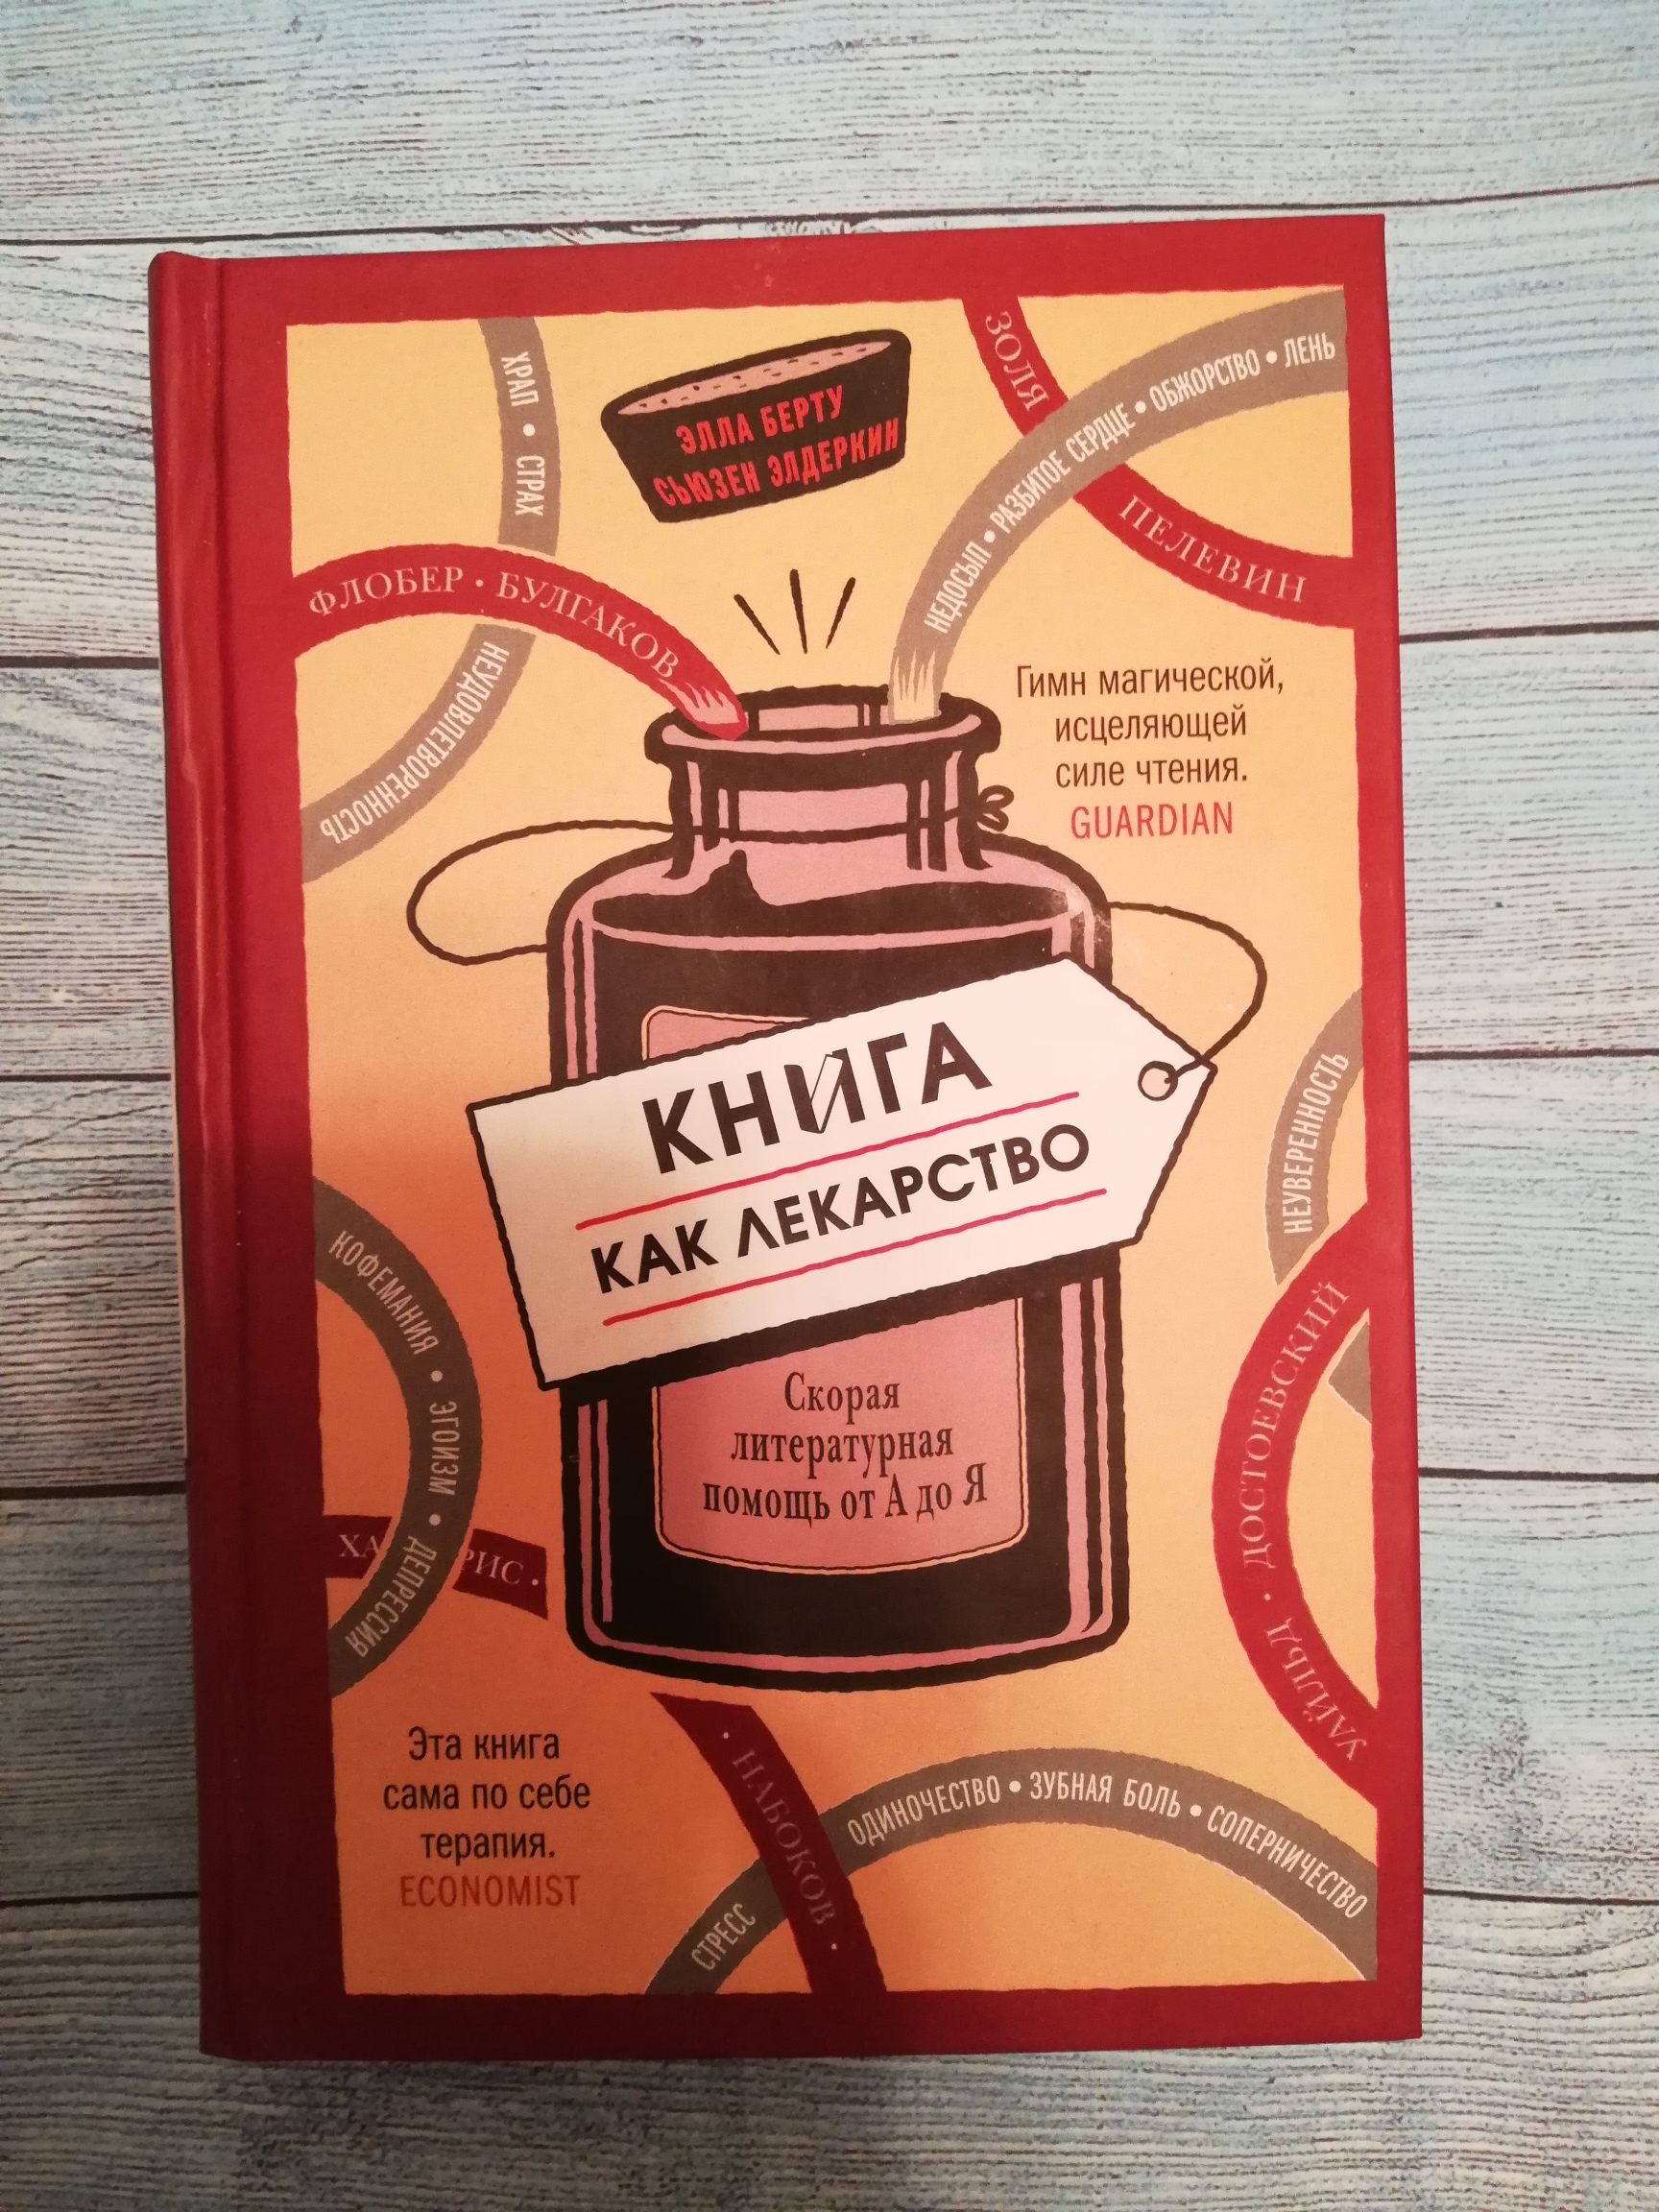 ЭЛЛА БЕРТУ
СЬЮЗЕН ЭЛДЕРКИН
ХРАП • СТРАХ
НЕУДОВЛЕТВОРЕННОСТЬ
ФЛОБЕР • БУЛГАКОВ
ЗОЛЯ
ПЕЛЕВИН
НЕДОСЫП • РАЗБИТОЕ СЕРДЦЕ • ОБЖОРСТВО • ЛЕНЬ
Гимн магической,
исцеляющей
силе чтения.
GUARDIAN
КНИГА
КАК ЛЕКАРСТВО
Скорая
литературная
помощь от А до Я
НЕУВЕРЕННОСТЬ
КОФЕМАНИЯ • ЭГОИЗМ • ДЕПРЕССИЯ
ХА РИС •
УАЙЛЬД • ДОСТОЕВСКИЙ
Эта книга
сама по себе
терапия.
ECONOMIST
• НАБОКОВ •
СТРЕСС
ОДИНОЧЕСТВО • ЗУБНАЯ БОЛЬ • СОПЕРНИЧЕСТВО